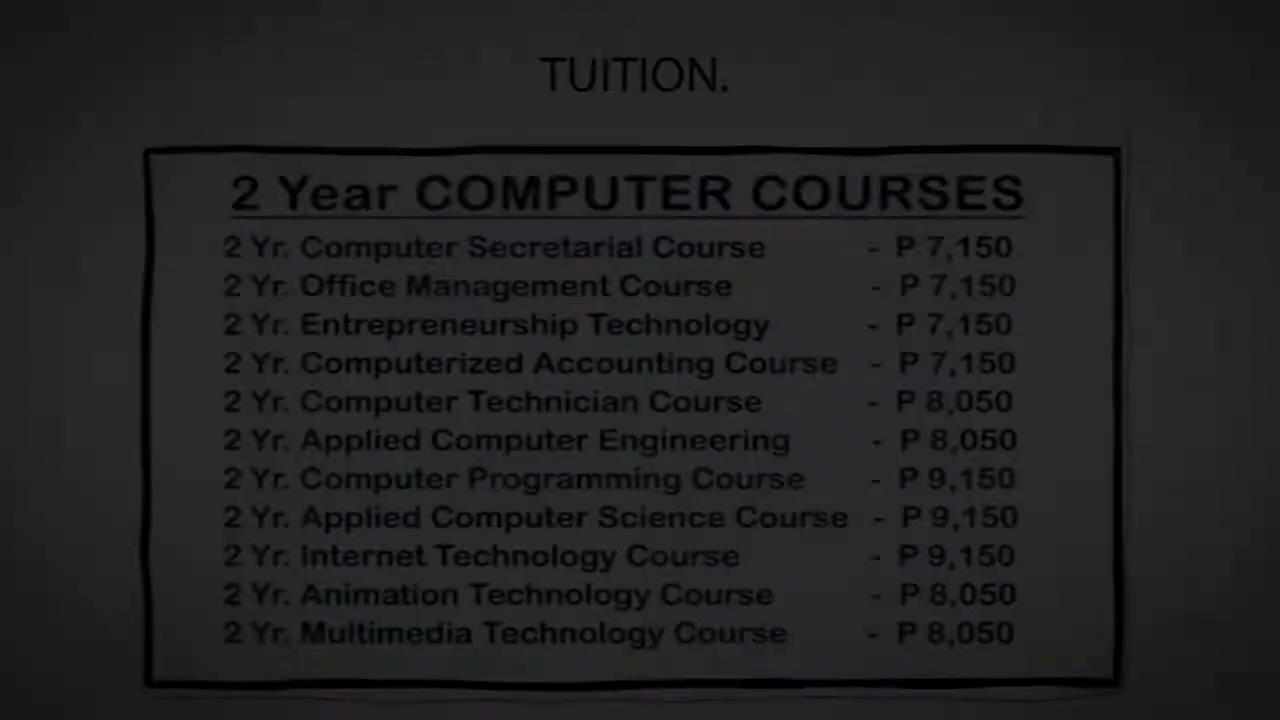 TUITION.
2 Year COMPUTER COURSES
2 Yr. Computer Secretarial Course - P 7,150
2 Yr. Office Management Course - P 7,150
2 Yr. Entrepreneurship Technology - P 7,150
2 Yr. Computerized Accounting Course - P 7,150
2 Yr. Computer Technician Course - P 8,050
2 Yr. Applied Computer Engineering - P 8,050
2 Yr. Computer Programming Course - P 9,150
2 Yr. Applied Computer Science Course - P 9,150
2 Yr. Internet Technology Course - P 9,150
2 Yr. Animation Technology Course - P 8,050
2 Yr. Multimedia Technology Course - P 8,050